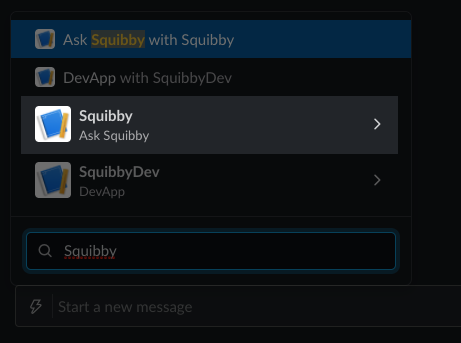 Ask Squibby with Squibby
DevApp with SquibbyDev
Squibby
Ask Squibby
SquibbyDev
DevApp
Squibby
Start a new message